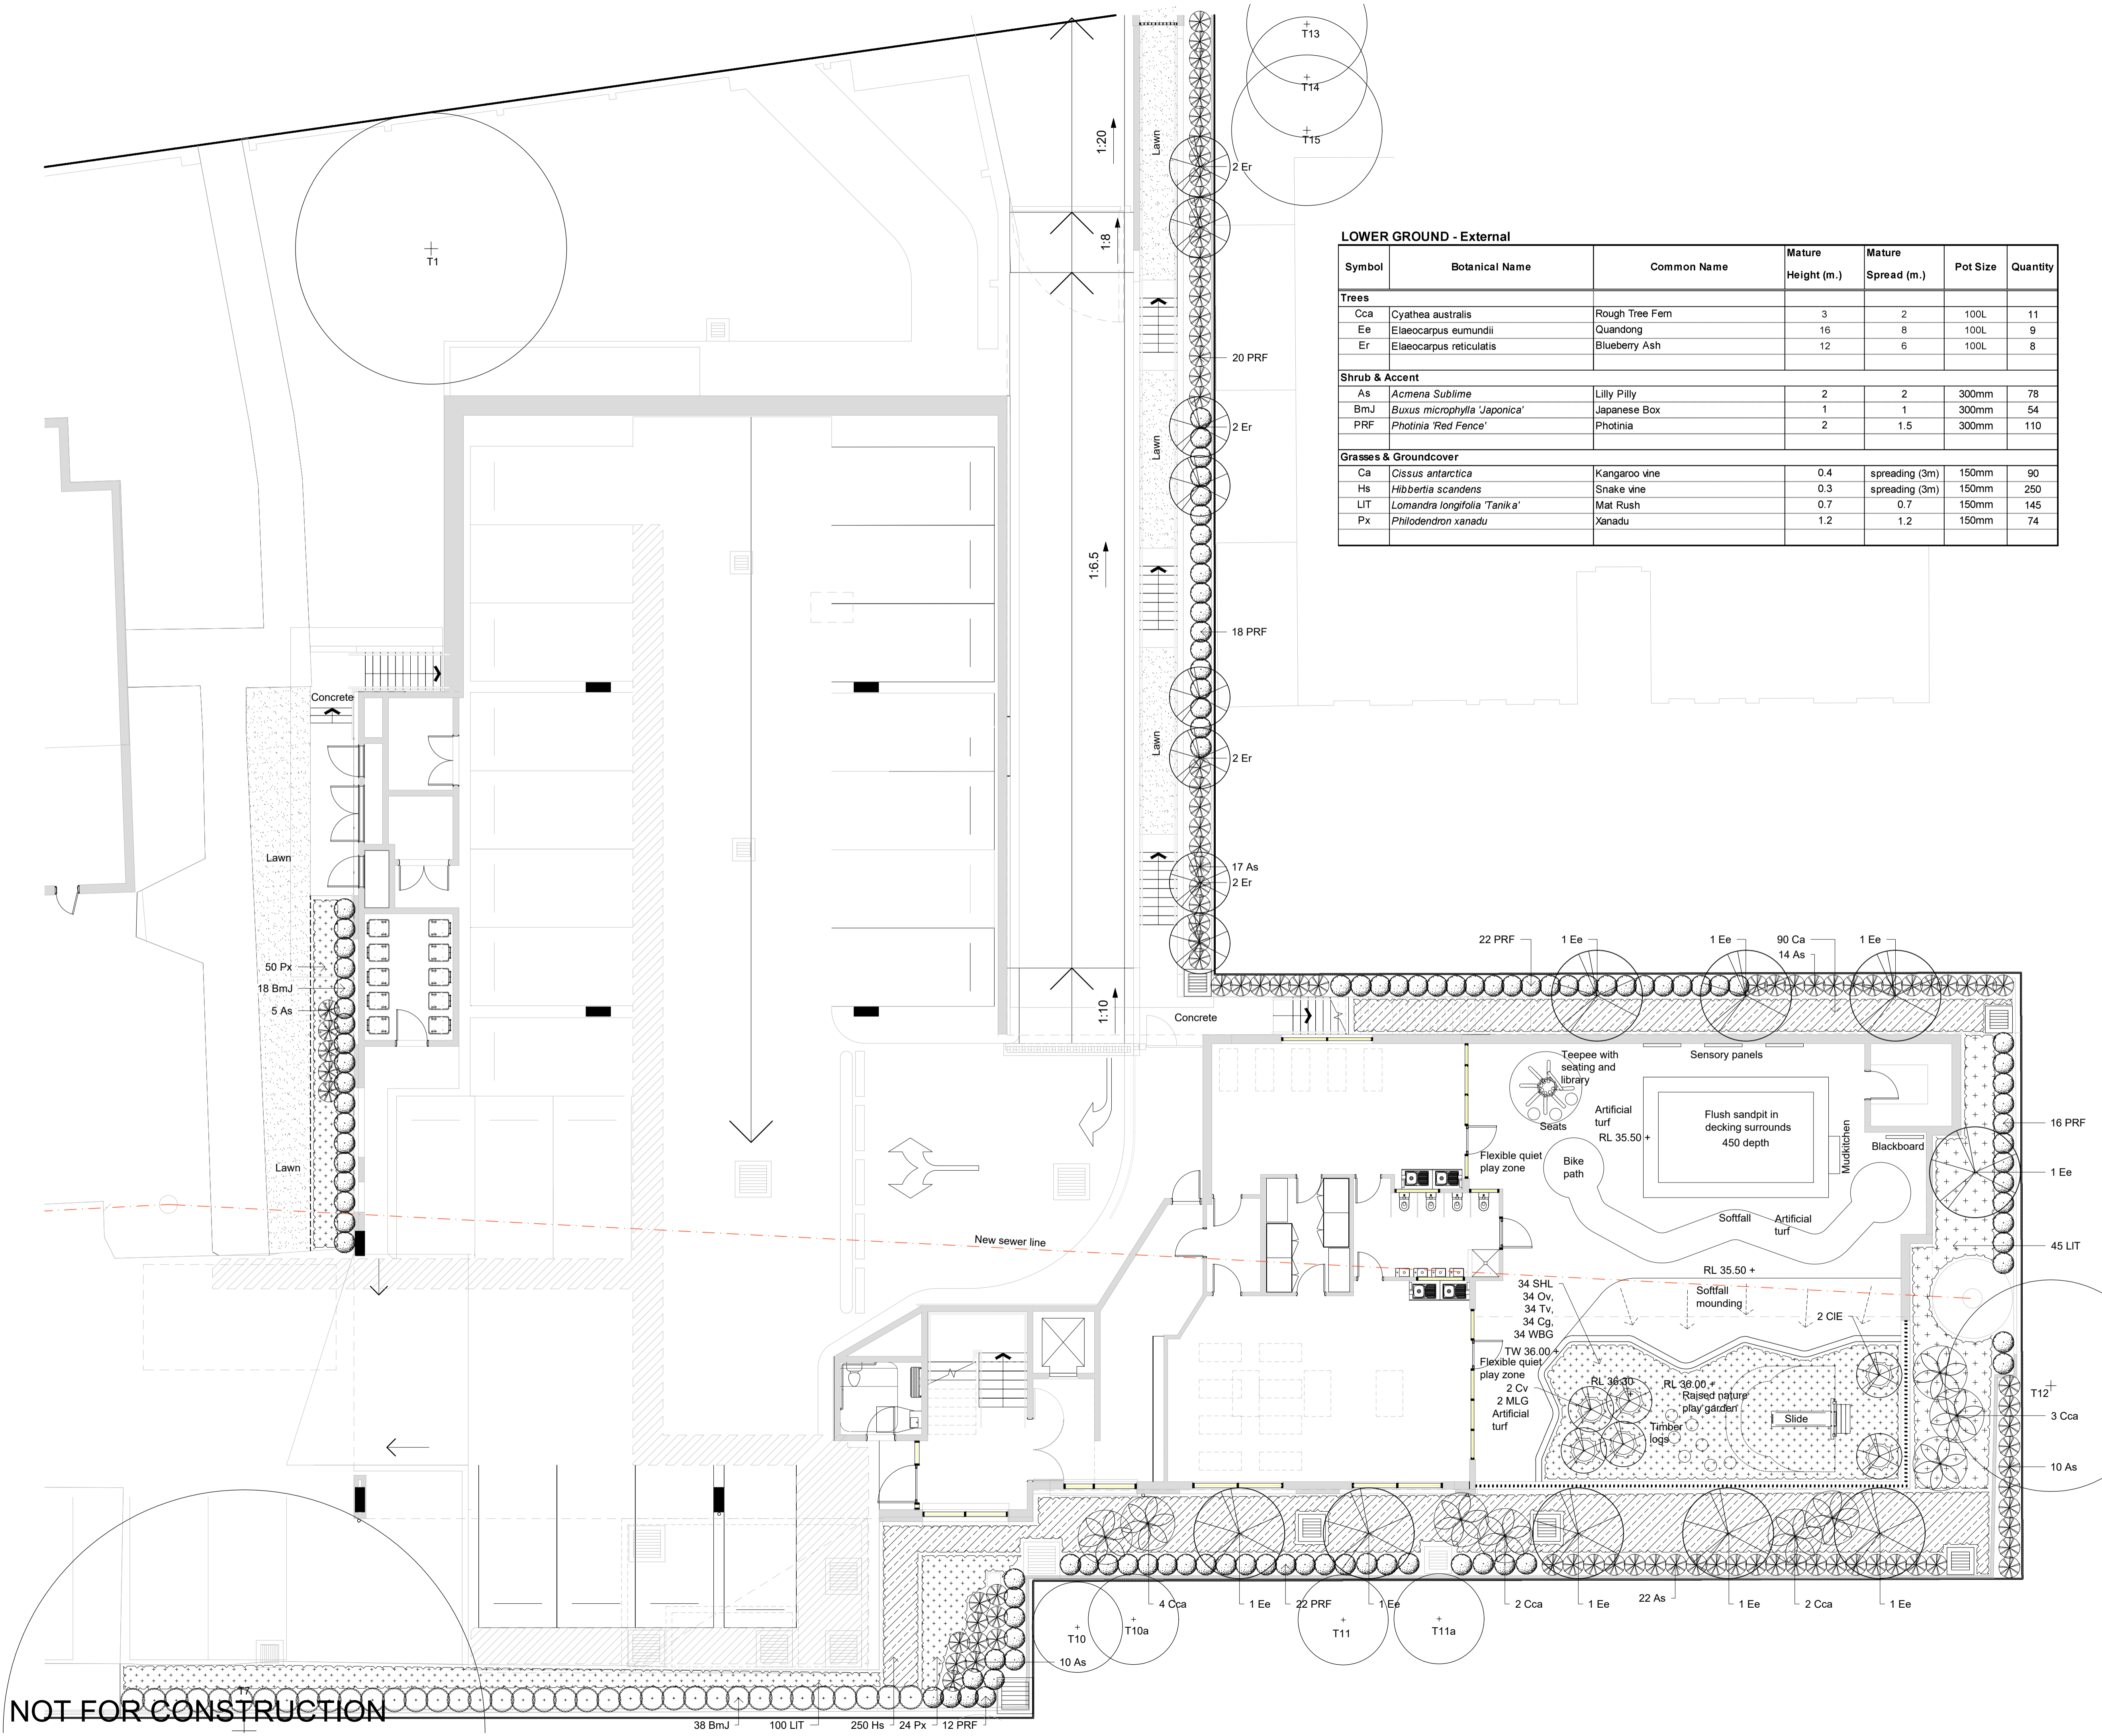 T13
T14
T15
1:20
Lawn
2 Er
T1
1:8
LOWER GROUND - External
Symbol Botanical Name Common Name Mature Height (m.) Mature Spread (m.) Pot Size Quantity
Trees
Cca Cyathea australis Rough Tree Fern 3 2 100L 11
Ee Elaeocarpus eumundii Quandong 16 8 100L 9
Er Elaeocarpus reticulatis Blueberry Ash 12 6 100L 8
Shrub & Accent
As Acmena Sublime Lilly Pilly 2 2 300mm 78
BmJ Buxus microphylla 'Japonica' Japanese Box 1 1 300mm 54
PRF Photinia 'Red Fence' Photinia 2 1.5 300mm 110
Grasses & Groundcover
Ca Cissus antarctica Kangaroo vine 0.4 spreading (3m) 150mm 90
Hs Hibbertia scandens Snake vine 0.3 spreading (3m) 150mm 250
LIT Lomandra longifolia 'Tanika' Mat Rush 0.7 0.7 150mm 145
Px Philodendron xanadu Xanadu 1.2 1.2 150mm 74
20 PRF
2 Er
Lawn
1:6.5
18 PRF
Concrete
Lawn
2 Er
Lawn
17 As
2 Er
50 Px
18 BmJ
5 As
22 PRF
1 Ee
1 Ee
90 Ca
14 As
1 Ee
1:10
Concrete
Teepee with
seating and
library
Sensory panels
Seats
Artificial
turf
RL 35.50 +
Flush sandpit in
decking surrounds
450 depth
Mudkitchen
Blackboard
16 PRF
Flexible quiet
play zone
Bike
path
1 Ee
Lawn
Softfall
Artificial
turf
New sewer line
45 LIT
RL 35.50 +
34 SHL
34 Ov,
34 Tv,
34 Cg,
34 WBG
Softfall
mounding
2 CIE
TW 36.00 +
Flexible quiet
play zone
RL 36.30
RL 36.00 +
2 Cv
2 MLG
Artificial
turf
Raised nature
play garden
Timber
logs
Slide
T12
3 Cca
10 As
4 Cca
1 Ee
22 PRF
1 Ee
2 Cca
1 Ee
22 As
1 Ee
2 Cca
1 Ee
T10
T10a
T11
T11a
10 As
T7
NOT FOR CONSTRUCTION
38 BmJ
100 LIT
250 Hs
24 Px
12 PRF